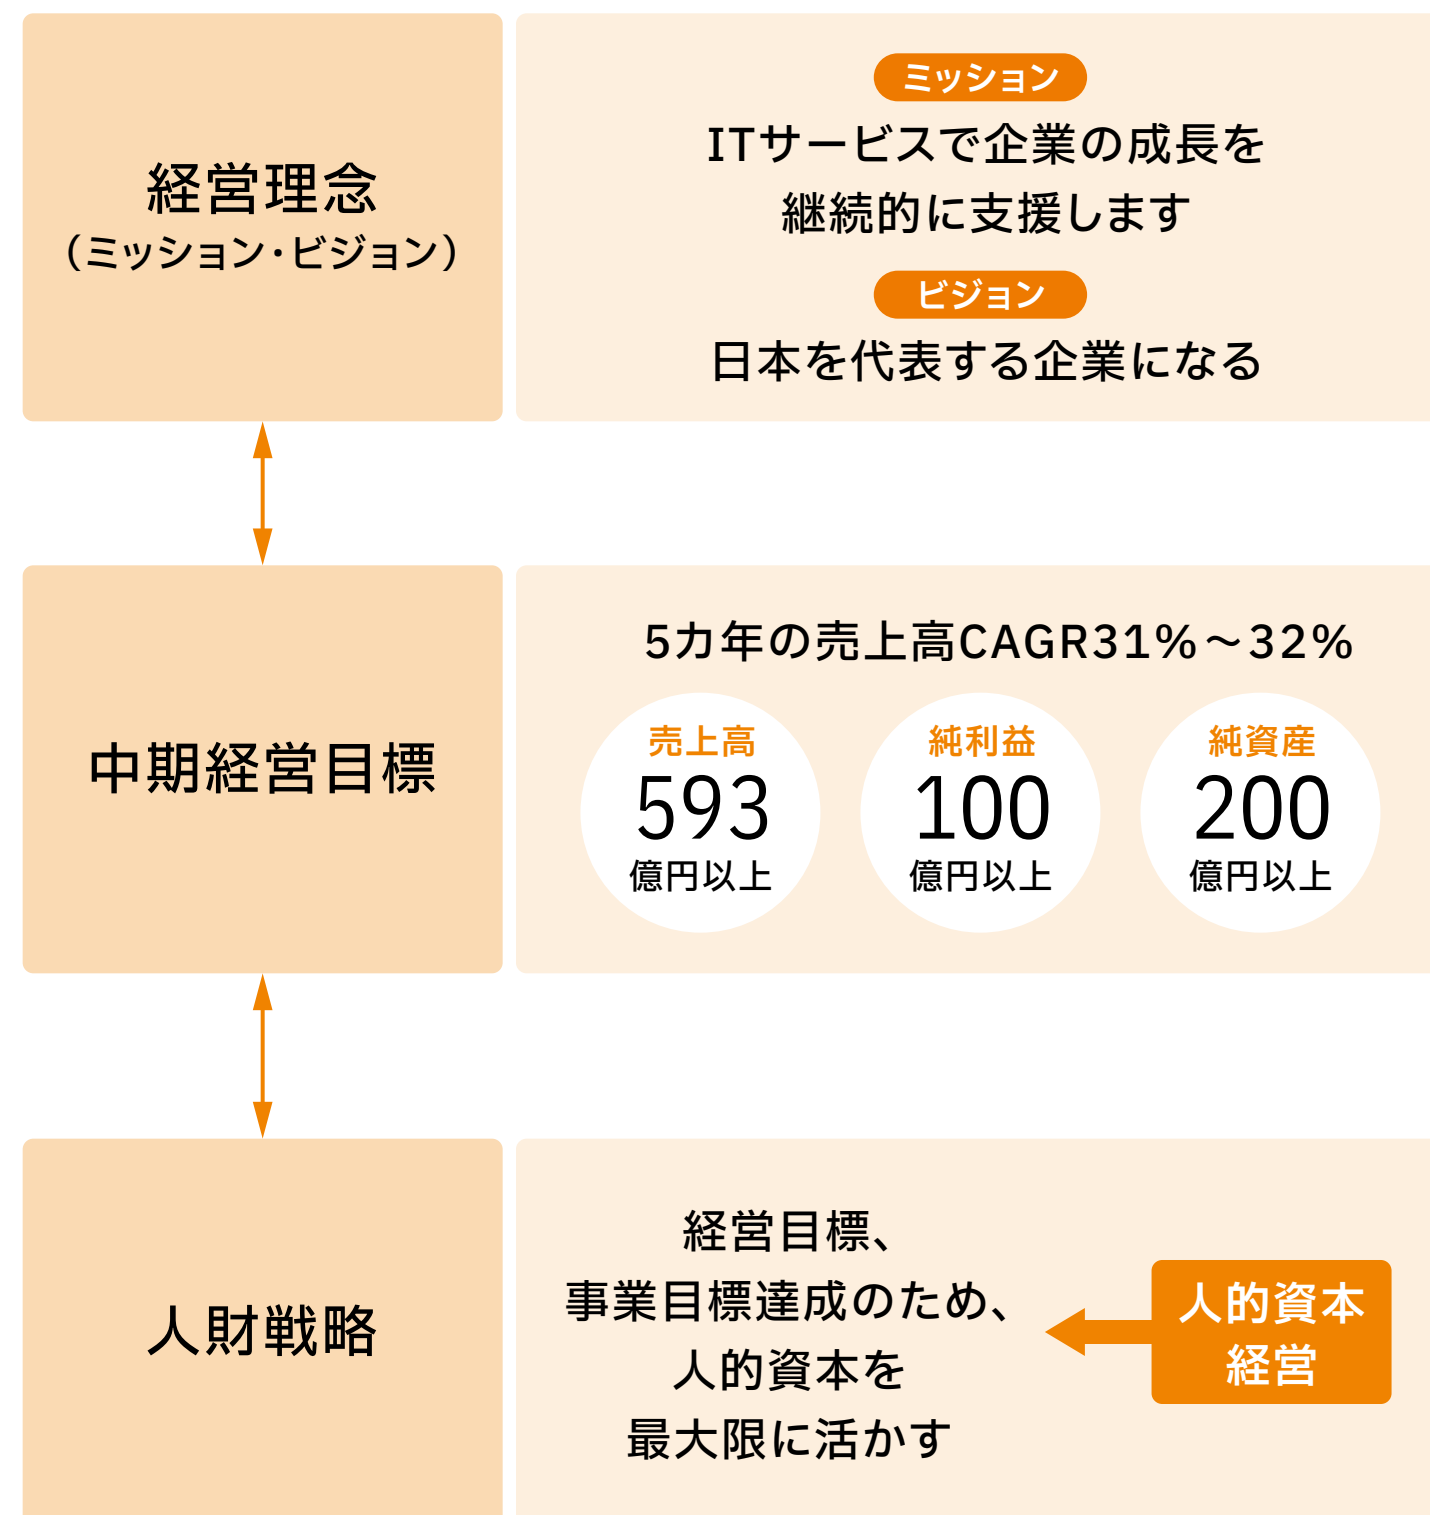 経営理念
（ミッション・ビジョン）
ミッション
ITサービスで企業の成長を
継続的に支援します
ビジョン
日本を代表する企業になる
中期経営目標
5カ年の売上高CAGR31%～32%
売上高
593
億円以上
純利益
100
億円以上
純資産
200
億円以上
人財戦略
経営目標、
事業目標達成のため、
人的資本を
最大限に活かす
人的資本
経営